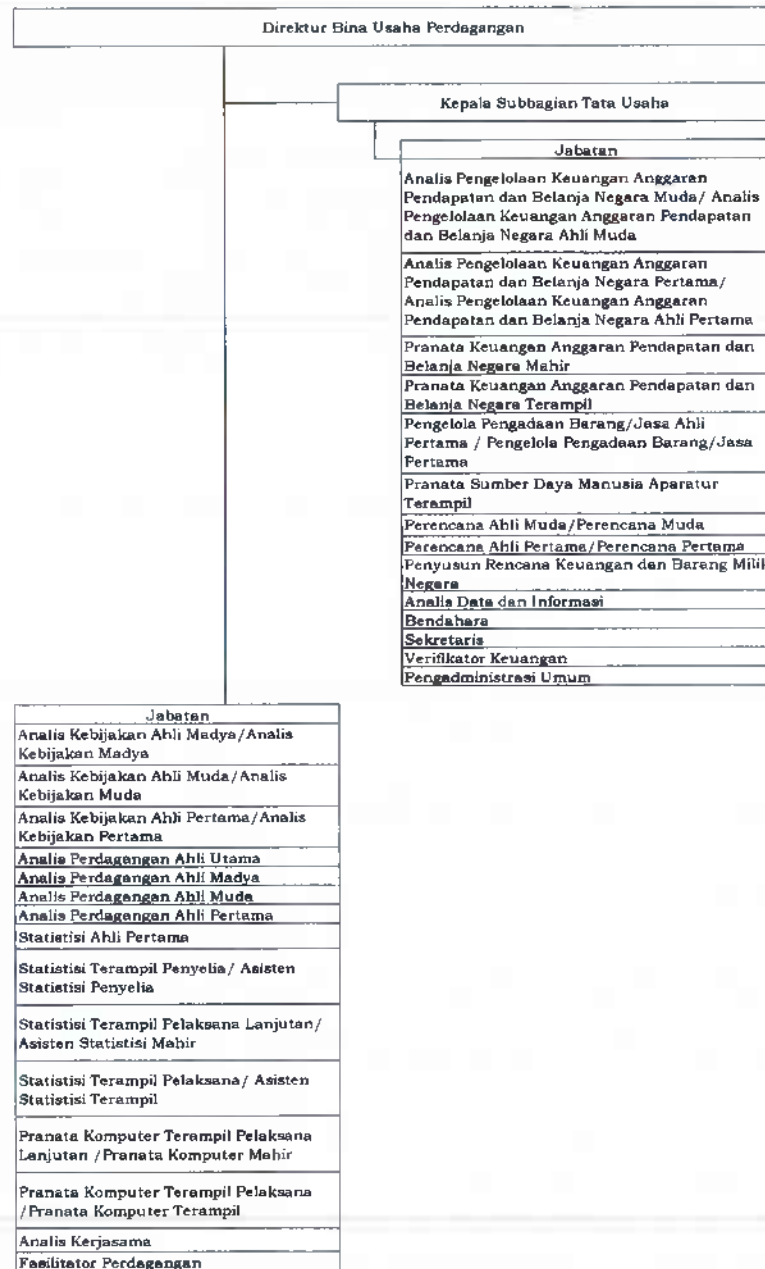 Direktur Bina Usaha Perdagangan
Kepala Subbagian Tata Usaha
Jabatan
Analis Pengelolaan Keuangan Anggaran
Pendapatan dan Belanja Negara Muda/ Analis
Pengelolaan Keuangan Anggaran Pendapatan
dan Belanja Negara Ahli Muda
Analis Pengelolaan Keuangan Anggaran
Pendapatan dan Belanja Negara Pertama/
Analis Pengelolaan Keuangan Anggaran
Pendapatan dan Belanja Negara Ahli Pertama
Pranata Keuangan Anggaran Pendapatan dan
Belanja Negara Mahir
Pranata Keuangan Anggaran Pendapatan dan
Belanja Negara Terampil
Pengelola Pengadaan Barang/Jasa Ahli
Pertama / Pengelola Pengadaan Barang/Jasa
Pertama
Pranata Sumber Daya Manusia Aparatur
Terampil
Perencana Ahli Muda/Perencana Muda
Perencana Ahli Pertama/Perencana Pertama
Penyusun Rencana Keuangan dan Barang Milik
Negara
Analis Data dan Informasi
Bendahara
Sekretaris
Verifikator Keuangan
Pengadministrasi Umum
Jabatan
Analis Kebijakan Ahli Madya/Analis
Kebijakan Madya
Analis Kebijakan Ahli Muda/Analis
Kebijakan Muda
Analis Kebijakan Ahli Pertama/Analis
Kebijakan Pertama
Analis Perdagangan Ahli Utama
Analis Perdagangan Ahli Madya
Analis Perdagangan Ahli Muda
Analis Perdagangan Ahli Pertama
Statistisi Ahli Pertama
Statistisi Terampil Penyelia/ Asisten
Statistisi Penyelia
Statistisi Terampil Pelaksana Lanjutan/
Asisten Statistisi Mahir
Statistisi Terampil Pelaksana/ Asisten
Statistisi Terampil
Pranata Komputer Terampil Pelaksana
Lanjutan /Pranata Komputer Mahir
Pranata Komputer Terampil Pelaksana
/Pranata Komputer Terampil
Analis Kerjasama
Fasilitator Perdagangan